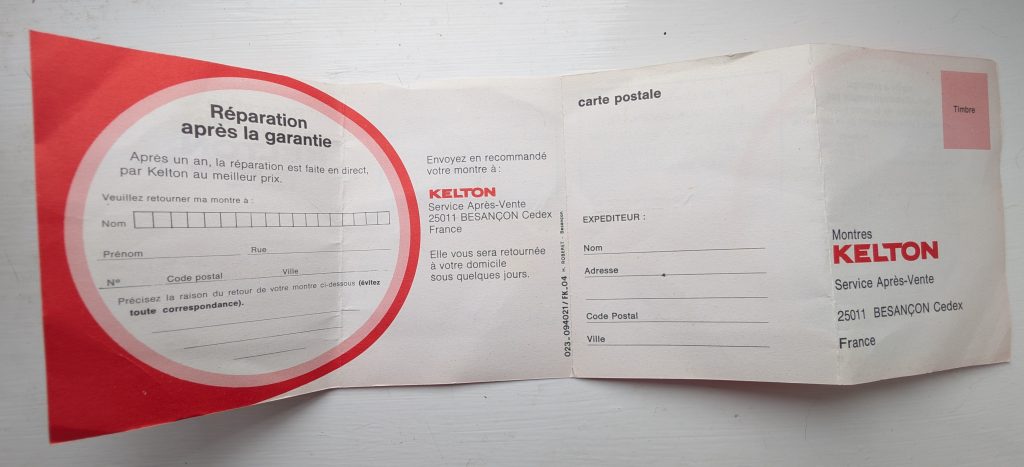 Réparation
après la garantie
Après un an, la réparation est faite en direct,
par Kelton au meilleur prix.
Veuillez retourner ma montre à :
Nom
Prénom Rue
N° Code postal Ville
Précisez la raison du retour de votre montre ci-dessous (évitez
toute correspondance).
Envoyez en recommandé
votre montre à :
KELTON
Service Après-Vente
25011 BESANÇON Cedex
France
Elle vous sera retournée
à votre domicile
sous quelques jours.
023-094021/FK_04 
carte postale
EXPEDITEUR :
Nom
Adresse
Code Postal
Ville
Timbre
Montres
KELTON
Service Après-Vente
25011 BESANÇON Cedex
France